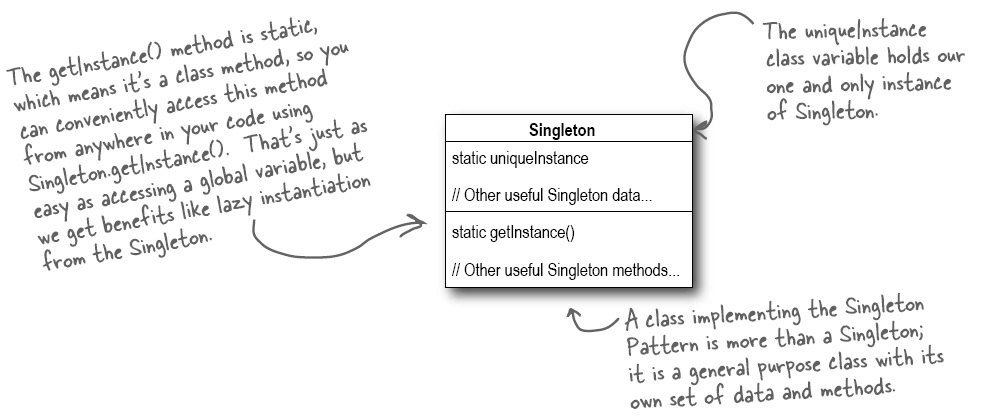 The getInstance() method is static,
which means it's a class method, so you
can conveniently access this method
from anywhere in your code using
Singleton.getInstance(). That's just as
easy as accessing a global variable, but
we get benefits like lazy instantiation
from the Singleton.
The uniqueInstance
class variable holds our
one and only instance
of Singleton.
Singleton
static uniqueInstance
// Other useful Singleton data...
static getInstance()
// Other useful Singleton methods...
A class implementing the Singleton
Pattern is more than a Singleton;
it is a general purpose class with its
own set of data and methods.